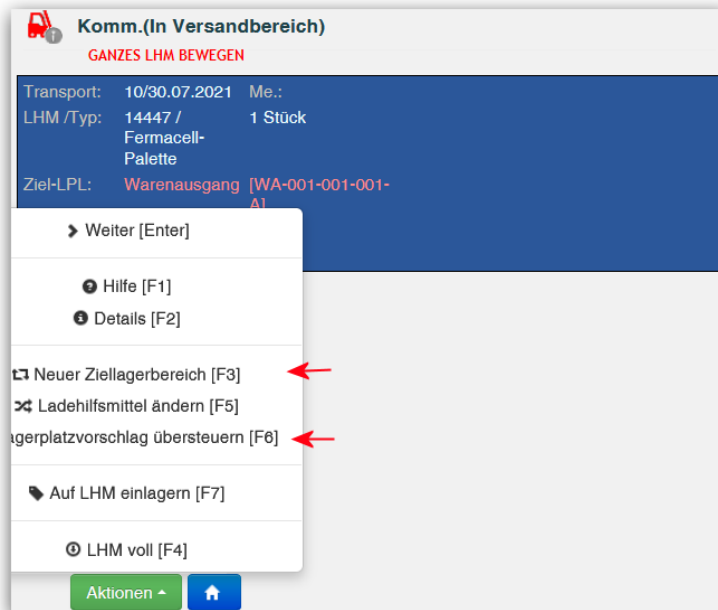 Komm.(In Versandbereich)
GANZES LHM BEWEGEN
Transport: 10/30.07.2021 Me.:
LHM /Typ: 14447 / 1 Stück
Fermacell-
Palette
Ziel-LPL: Warenausgang [WA-001-001-001-
A]
Weiter [Enter]
Hilfe [F1]
Details [F2]
Neuer Ziellagerbereich [F3]
Ladehilfsmittel ändern [F5]
agerplatzvorschlag übersteuern [F6]
Auf LHM einlagern [F7]
LHM voll [F4]
Aktionen